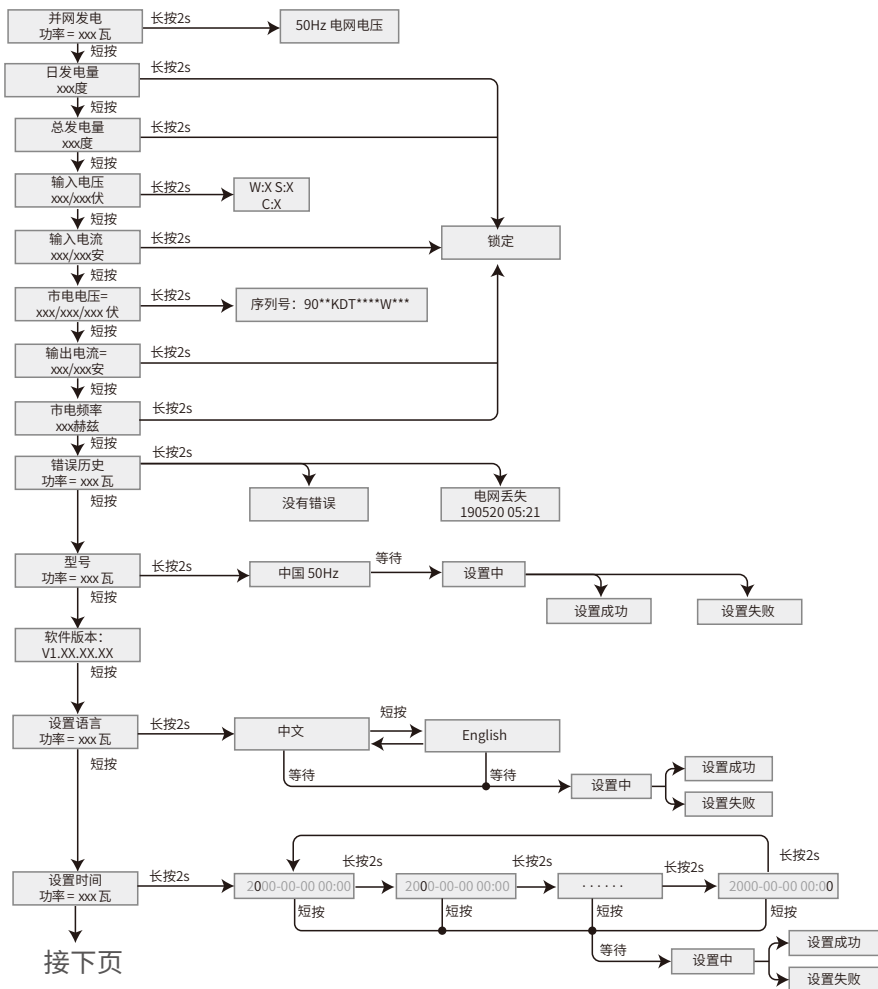 并网发电
功率= xxx 瓦
长按2s
50Hz 电网电压
短按
日发电量
xxx度
长按2s
短按
总发电量
xxx度
长按2s
短按
输入电压
xxx/xxx伏
长按2s
W:X S:X
C:X
短按
输入电流
xxx/xxx安
长按2s
锁定
短按
市电电压=
xxx/xxx/xxx 伏
长按2s
序列号：90**KDT****W***
短按
输出电流=
xxx/xxx安
长按2s
短按
市电频率
xxx赫兹
长按2s
短按
错误历史
功率= xxx 瓦
长按2s
没有错误
电网丢失
190520 05:21
短按
型号
功率= xxx 瓦
长按2s
中国 50Hz
等待
设置中
设置成功
设置失败
短按
软件版本：
V1.XX.XX.XX
短按
设置语言
功率= xxx 瓦
长按2s
中文
短按
English
等待
等待
设置中
设置成功
设置失败
短按
设置时间
功率= xxx 瓦
长按2s
2000-00-00 00:00
长按2s
2000-00-00 00:00
长按2s
······
长按2s
2000-00-00 00:00
长按2s
短按
短按
短按
短按
等待
设置中
设置成功
设置失败
接下页